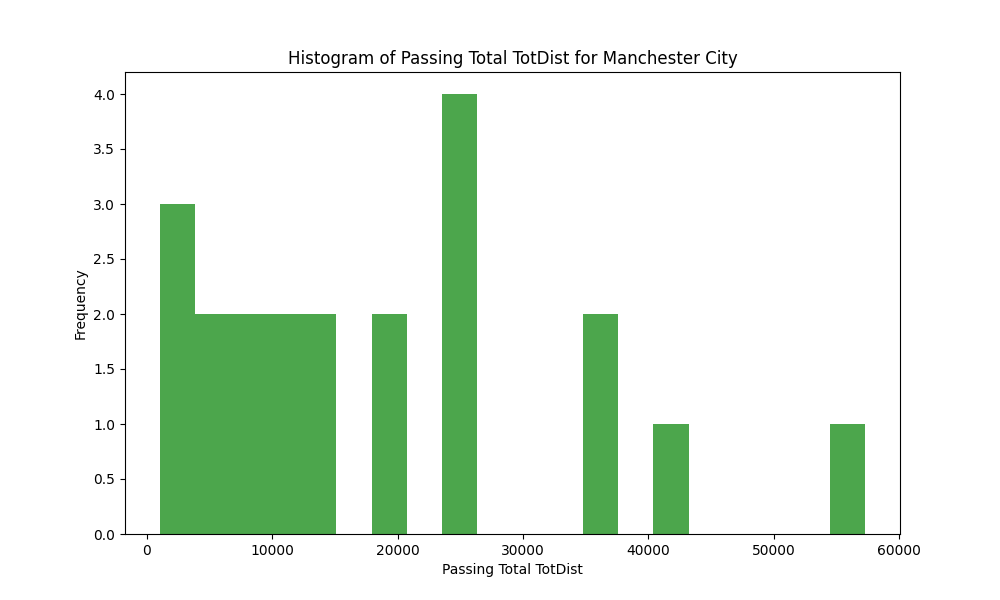 Histogram of Passing Total TotDist for Manchester City
4.0
3.5
3.0
2.5
2.0
1.5
1.0
0.5
0.0
Frequency
0 10000 20000 30000 40000 50000 60000
Passing Total TotDist